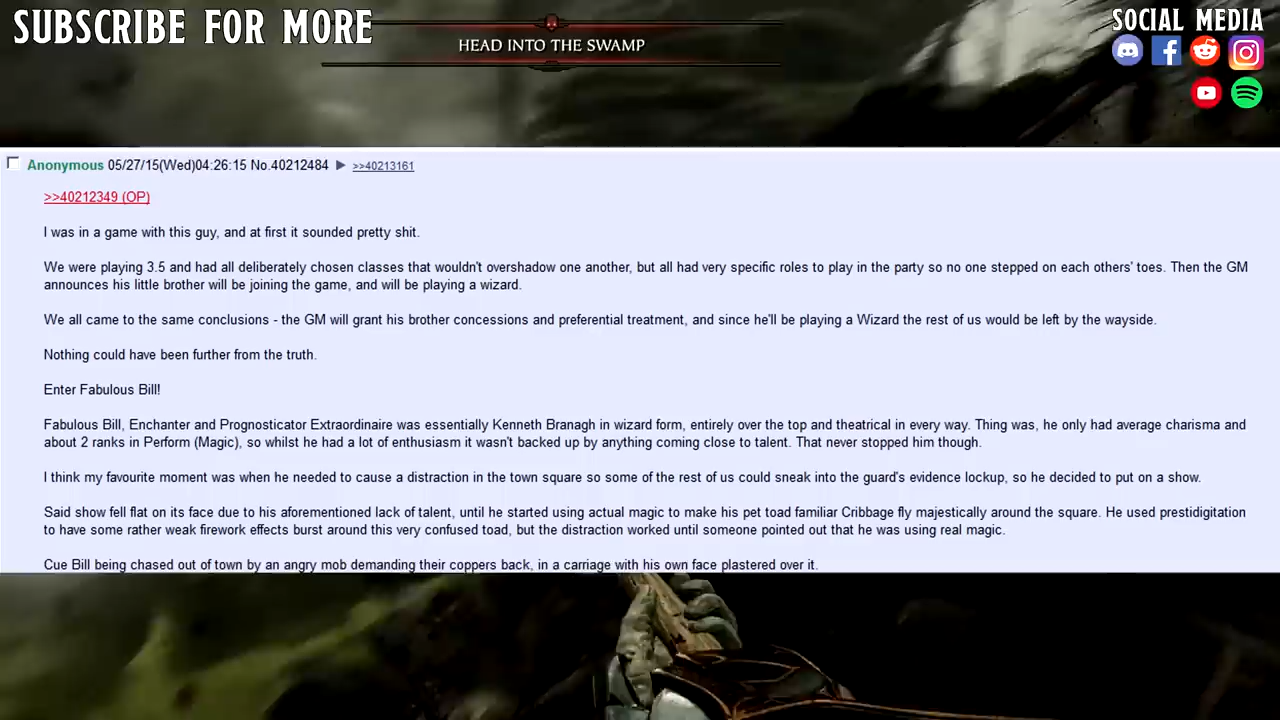 SUBSCRIBE FOR MORE
HEAD INTO THE SWAMP
SOCIAL MEDIA
Anonymous 05/27/15(Wed)04:26:15 No.40212484 ▶ >>40213161
>>40212349 (OP)
I was in a game with this guy, and at first it sounded pretty shit.
We were playing 3.5 and had all deliberately chosen classes that wouldn't overshadow one another, but all had very specific roles to play in the party so no one stepped on each others' toes. Then the GM
announces his little brother will be joining the game, and will be playing a wizard.
We all came to the same conclusions - the GM will grant his brother concessions and preferential treatment, and since he'll be playing a Wizard the rest of us would be left by the wayside.
Nothing could have been further from the truth.
Enter Fabulous Bill!
Fabulous Bill, Enchanter and Prognosticator Extraordinaire was essentially Kenneth Branagh in wizard form, entirely over the top and theatrical in every way. Thing was, he only had average charisma and
about 2 ranks in Perform (Magic), so whilst he had a lot of enthusiasm it wasn't backed up by anything coming close to talent. That never stopped him though.
I think my favourite moment was when he needed to cause a distraction in the town square so some of the rest of us could sneak into the guard's evidence lockup, so he decided to put on a show.
Said show fell flat on its face due to his aforementioned lack of talent, until he started using actual magic to make his pet toad familiar Cribbage fly majestically around the square. He used prestidigitation
to have some rather weak firework effects burst around this very confused toad, but the distraction worked until someone pointed out that he was using real magic.
Cue Bill being chased out of town by an angry mob demanding their coppers back, in a carriage with his own face plastered over it.